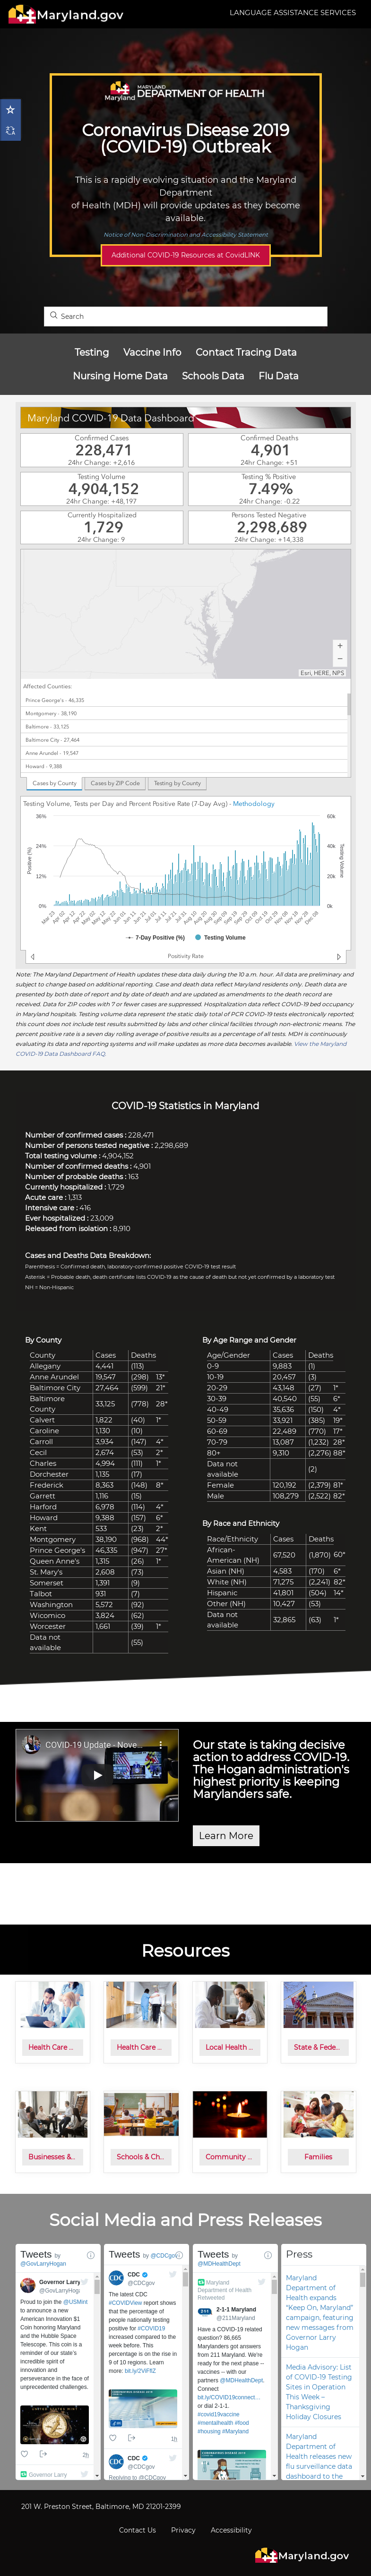 Maryland.gov
LANGUAGE ASSISTANCE SERVICES
Maryland
MARYLAND
DEPARTMENT OF HEALTH
Coronavirus Disease 2019
(COVID-19) Outbreak
This is a rapidly evolving situation and the Maryland
Department
of Health (MDH) will provide updates as they become
available.
Notice of Non-Discrimination and Accessibility Statement
Additional COVID-19 Resources at CovidLINK
Search
Testing Vaccine Info Contact Tracing Data
Nursing Home Data Schools Data Flu Data
Maryland COVID-19 Data Dashboard
Confirmed Cases
228,471
24hr Change: +2,616
Confirmed Deaths
4,901
24hr Change: +51
Testing Volume
4,904,152
24hr Change: +48,197
Testing % Positive
7.49%
24hr Change: -0.22
Currently Hospitalized
1,729
24hr Change: 9
Persons Tested Negative
2,298,689
24hr Change: +14,338
+
−
Esri, HERE, NPS
Affected Counties:
Prince George's - 46,335
Montgomery - 38,190
Baltimore - 33,125
Baltimore City - 27,464
Anne Arundel - 19,547
Howard - 9,388
Cases by County Cases by ZIP Code Testing by County
Testing Volume, Tests per Day and Percent Positive Rate (7-Day Avg) - Methodology
36% 60k
24% 40k
12% 20k
0% 0k
Positive (%)
Testing Volume
7-Day Positive (%) Testing Volume
Positivity Rate
Note: The Maryland Department of Health updates these data daily during the 10 a.m. hour. All data are preliminary and
subject to change based on additional reporting. Case and death data reflect Maryland residents only. Death data are
presented by both date of report and by date of death and are updated as amendments to the death record are
received. Data for ZIP codes with 7 or fewer cases are suppressed. Hospitalization data reflect COVID-19 bed occupancy
in Maryland hospitals. Testing volume data represent the static daily total of PCR COVID-19 tests electronically reported;
this count does not include test results submitted by labs and other clinical facilities through non-electronic means. The
percent positive rate is a seven day rolling average of positive results as a percentage of all tests. MDH is continuously
evaluating its data and reporting systems and will make updates as more data becomes available. View the Maryland
COVID-19 Data Dashboard FAQ.
COVID-19 Statistics in Maryland
Number of confirmed cases : 228,471
Number of persons tested negative : 2,298,689
Total testing volume : 4,904,152
Number of confirmed deaths : 4,901
Number of probable deaths : 163
Currently hospitalized : 1,729
Acute care : 1,313
Intensive care : 416
Ever hospitalized : 23,009
Released from isolation : 8,910
Cases and Deaths Data Breakdown:
Parenthesis = Confirmed death, laboratory-confirmed positive COVID-19 test result
Asterisk = Probable death, death certificate lists COVID-19 as the cause of death but not yet confirmed by a laboratory test
NH = Non-Hispanic
By County
County Cases Deaths
Allegany 4,441 (113)
Anne Arundel 19,547 (298) 13*
Baltimore City 27,464 (599) 21*
Baltimore
County 33,125 (778) 28*
Calvert 1,822 (40) 1*
Caroline 1,130 (10)
Carroll 3,934 (147) 4*
Cecil 2,674 (53) 2*
Charles 4,994 (111) 1*
Dorchester 1,135 (17)
Frederick 8,363 (148) 8*
Garrett 1,116 (15)
Harford 6,978 (114) 4*
Howard 9,388 (157) 6*
Kent 533 (23) 2*
Montgomery 38,190 (968) 44*
Prince George's 46,335 (947) 27*
Queen Anne's 1,315 (26) 1*
St. Mary's 2,608 (73)
Somerset 1,391 (9)
Talbot 931 (7)
Washington 5,572 (92)
Wicomico 3,824 (62)
Worcester 1,661 (39) 1*
Data not
available (55)
By Age Range and Gender
Age/Gender Cases Deaths
0-9 9,883 (1)
10-19 20,457 (3)
20-29 43,148 (27) 1*
30-39 40,540 (55) 6*
40-49 35,636 (150) 4*
50-59 33,921 (385) 19*
60-69 22,489 (770) 17*
70-79 13,087 (1,232) 28*
80+ 9,310 (2,276) 88*
Data not
available (2)
Female 120,192 (2,379) 81*
Male 108,279 (2,522) 82*
By Race and Ethnicity
Race/Ethnicity Cases Deaths
African-
American (NH) 67,520 (1,870) 60*
Asian (NH) 4,583 (170) 6*
White (NH) 71,275 (2,241) 82*
Hispanic 41,801 (504) 14*
Other (NH) 10,427 (53)
Data not
available 32,865 (63) 1*
COVID-19 Update - Nove...
Our state is taking decisive
action to address COVID-19.
The Hogan administration's
highest priority is keeping
Marylanders safe.
Learn More
Resources
Health Care ...
Health Care ...
Local Health ...
State & Fede...
Businesses &...
Schools & Ch...
Community ...
Families
Social Media and Press Releases
Tweets by
@GovLarryHogan
Governor Larry
@GovLarryHog
Proud to join the @USMint
to announce a new
American Innovation $1
Coin honoring Maryland
and the Hubble Space
Telescope. This coin is a
reminder of our state's
incredible spirit of
innovation and
perseverance in the face of
unprecedented challenges.
Governor Larry
Tweets by @CDCgov
CDC
@CDCgov
The latest CDC
#COVIDView report shows
that the percentage of
people nationally testing
positive for #COVID19
increased compared to the
week before. This
percentage is on the rise in
9 of 10 regions. Learn
more: bit.ly/2ViFflZ
CDC
@CDCgov
Replying to @CDCgov
Tweets by
@MDHealthDept
Maryland
Department of Health
Retweeted
2-1-1 Maryland
@211Maryland
Have a COVID-19 related
question? 86,665
Marylanders got answers
from 211 Maryland. We're
ready for the next phase –
vaccines -- with our
partners @MDHealthDept.
Connect
bit.ly/COVID19connect...
or dial 2-1-1.
#covid19vaccine
#mentalhealth #food
#housing #Maryland
Press
Maryland
Department of
Health expands
“Keep On, Maryland”
campaign, featuring
new messages from
Governor Larry
Hogan
Media Advisory: List
of COVID-19 Testing
Sites in Operation
This Week –
Thanksgiving
Holiday Closures
Maryland
Department of
Health releases new
flu surveillance data
dashboard to the
201 W. Preston Street, Baltimore, MD 21201-2399
Contact Us Privacy Accessibility
Maryland.gov